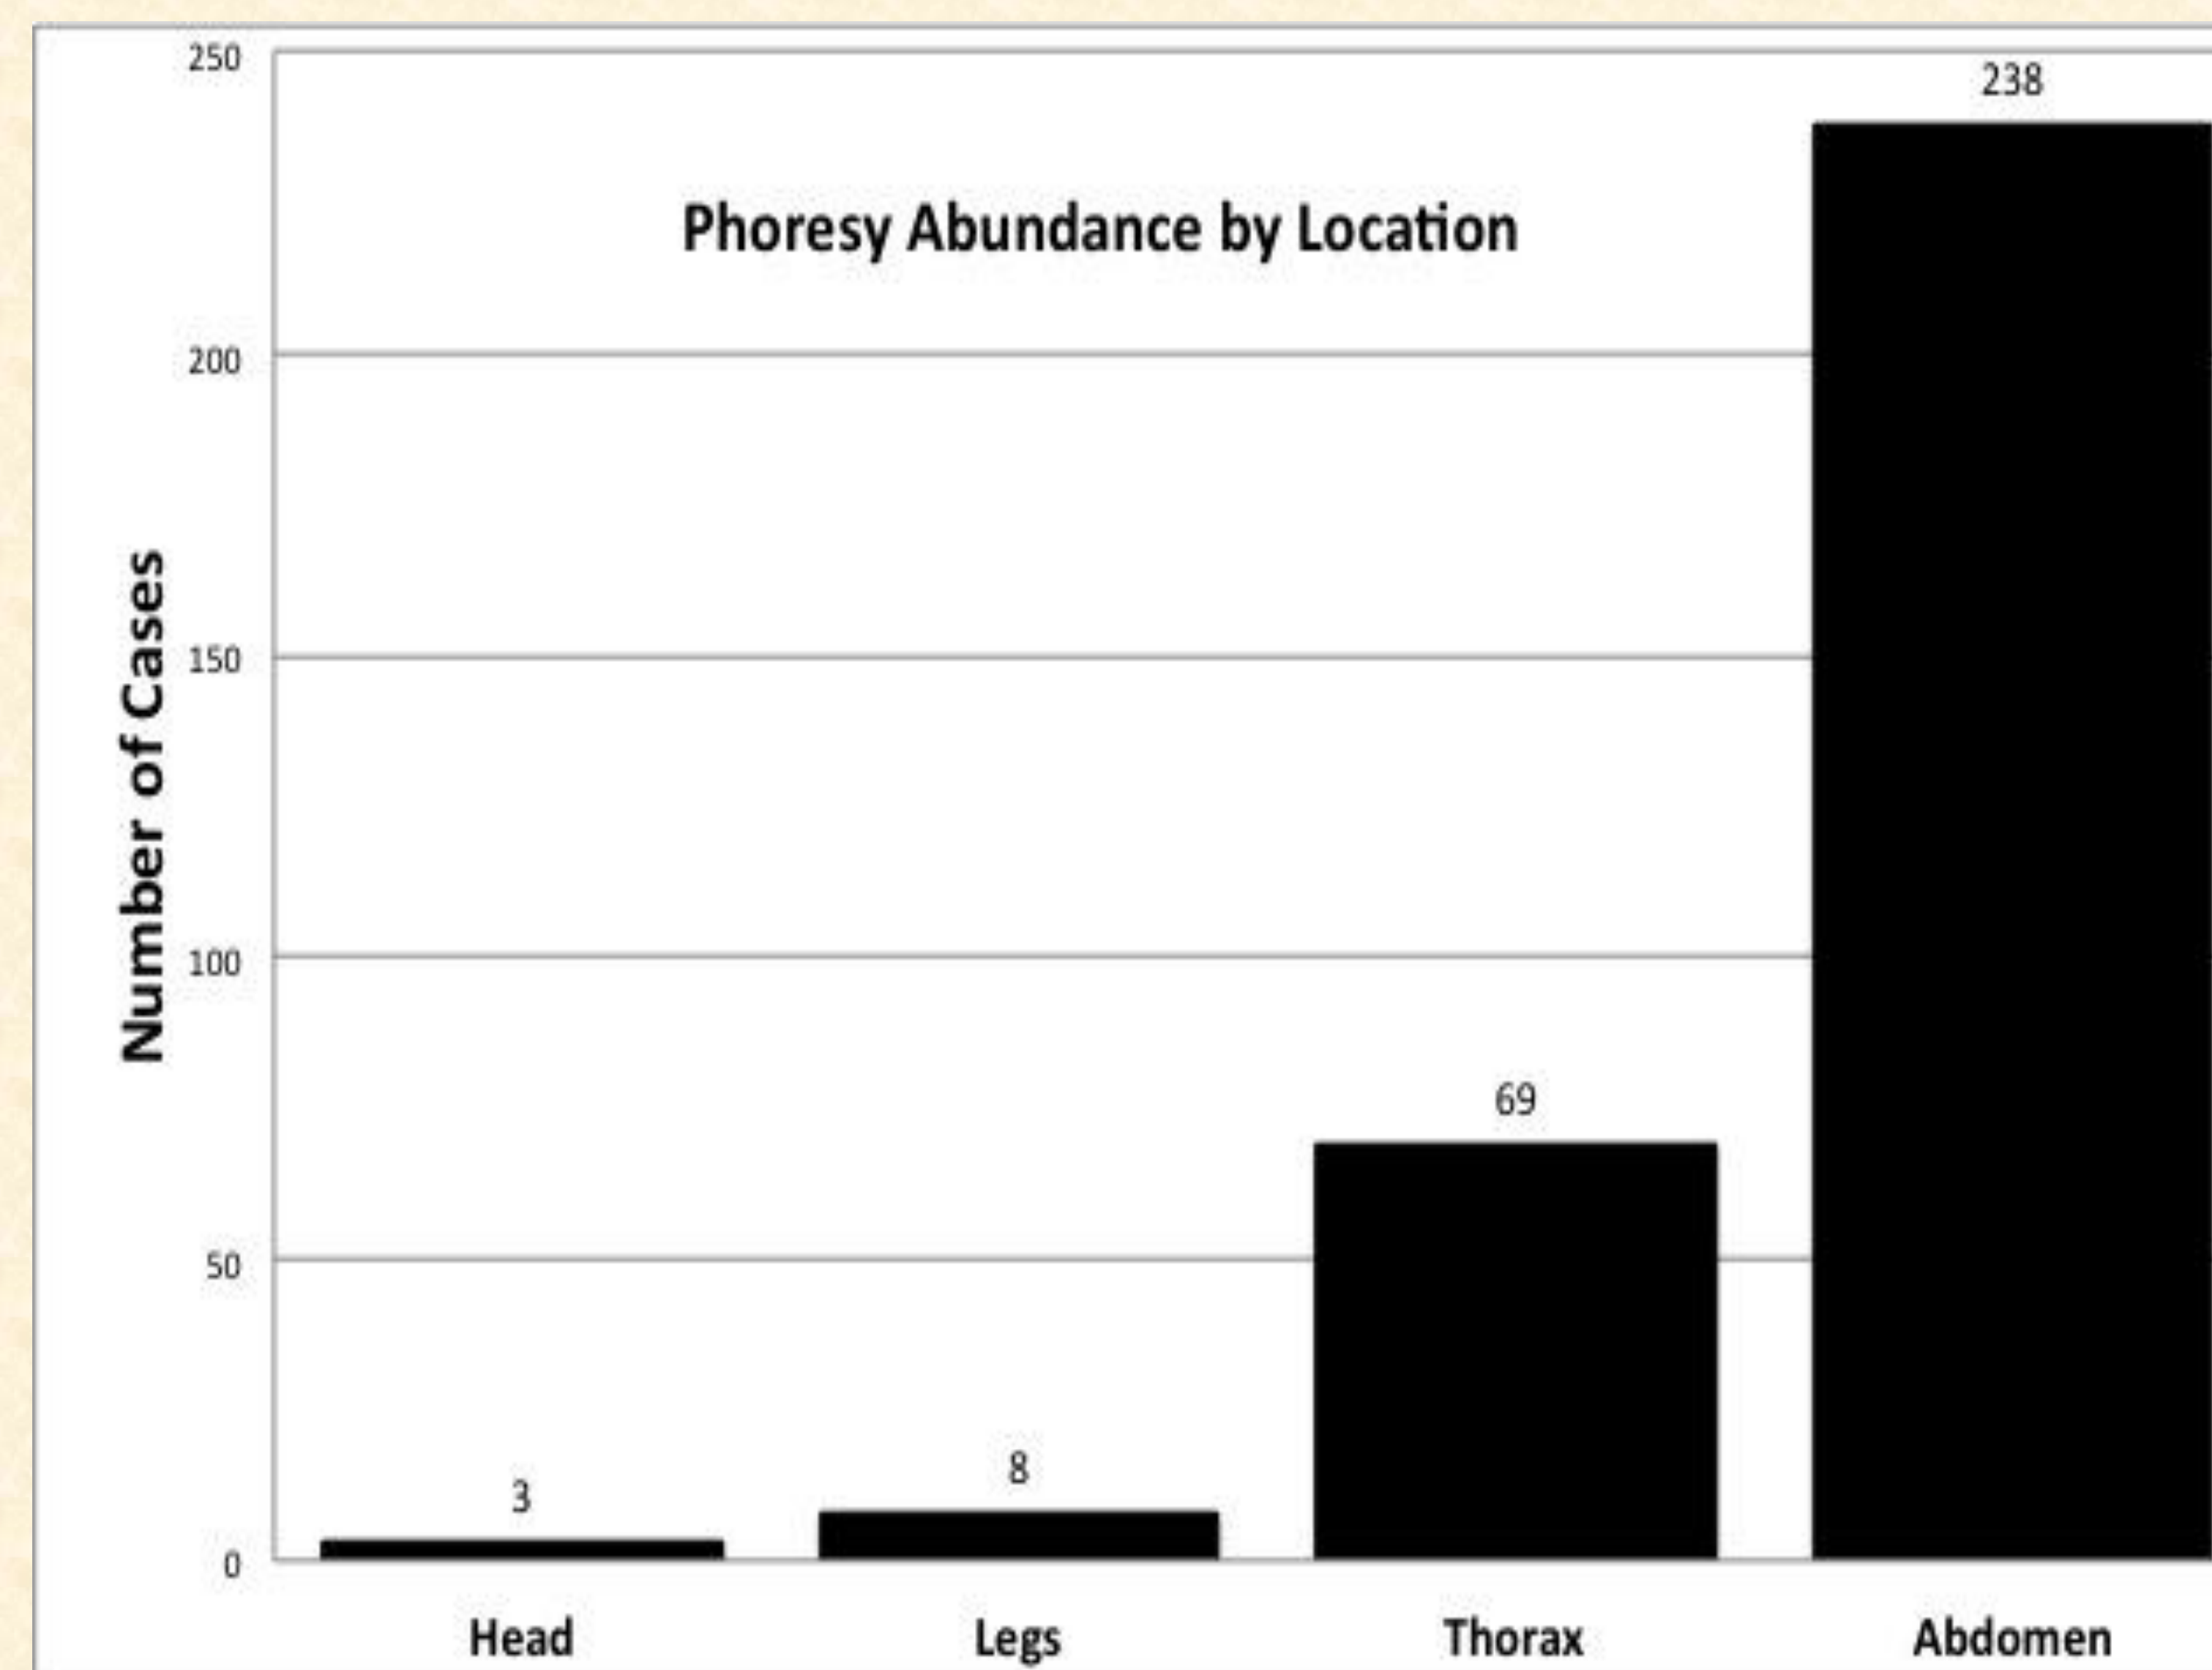 Phoresy Abundance by Location
Number of Cases
250
200
150
100
50
0
3
8
69
238
Head
Legs
Thorax
Abdomen